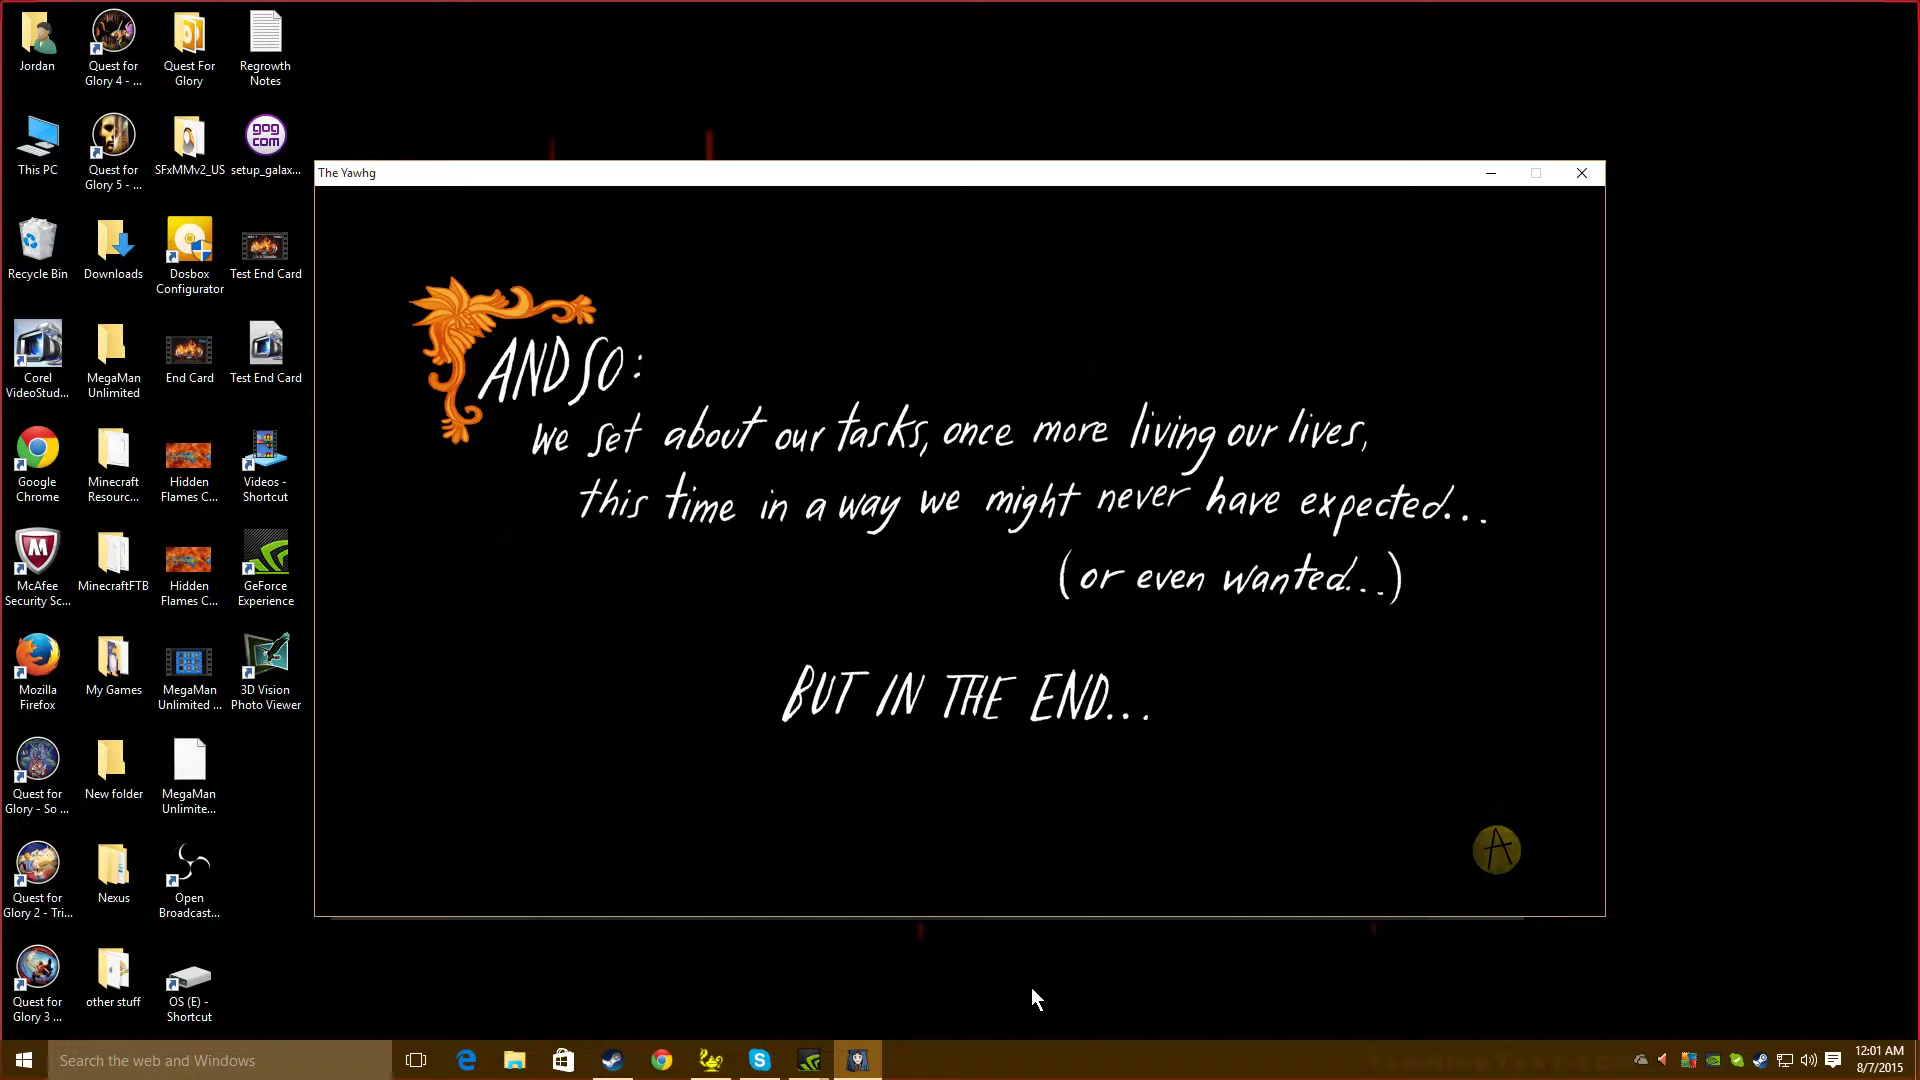 Jordan
Quest for
Glory 4 - ...
Quest For
Glory
Regrowth
Notes
This PC
Quest for
Glory 5 - ...
SFxMMv2_US
gog
com
setup_galax...
Recycle Bin
Downloads
Dosbox
Configurator
Test End Card
Corel
VideoStud...
MegaMan
Unlimited
End Card
Test End Card
Google
Chrome
Minecraft
Resourc...
Hidden
Flames C...
Videos -
Shortcut
McAfee
Security Sc...
MinecraftFTB
Hidden
Flames C...
GeForce
Experience
Mozilla
Firefox
My Games
MegaMan
Unlimited ...
3D Vision
Photo Viewer
Quest for
Glory - So ...
New folder
MegaMan
Unlimite...
Quest for
Glory 2 - Tri...
Nexus
Open
Broadcast...
Quest for
Glory 3 ...
other stuff
OS (E) -
Shortcut
The Yawhg
AND SO:
we set about our tasks, once more living our lives,
this time in a way we might never have expected...
(or even wanted...)
BUT IN THE END...
A
Search the web and Windows
12:01 AM
8/7/2015